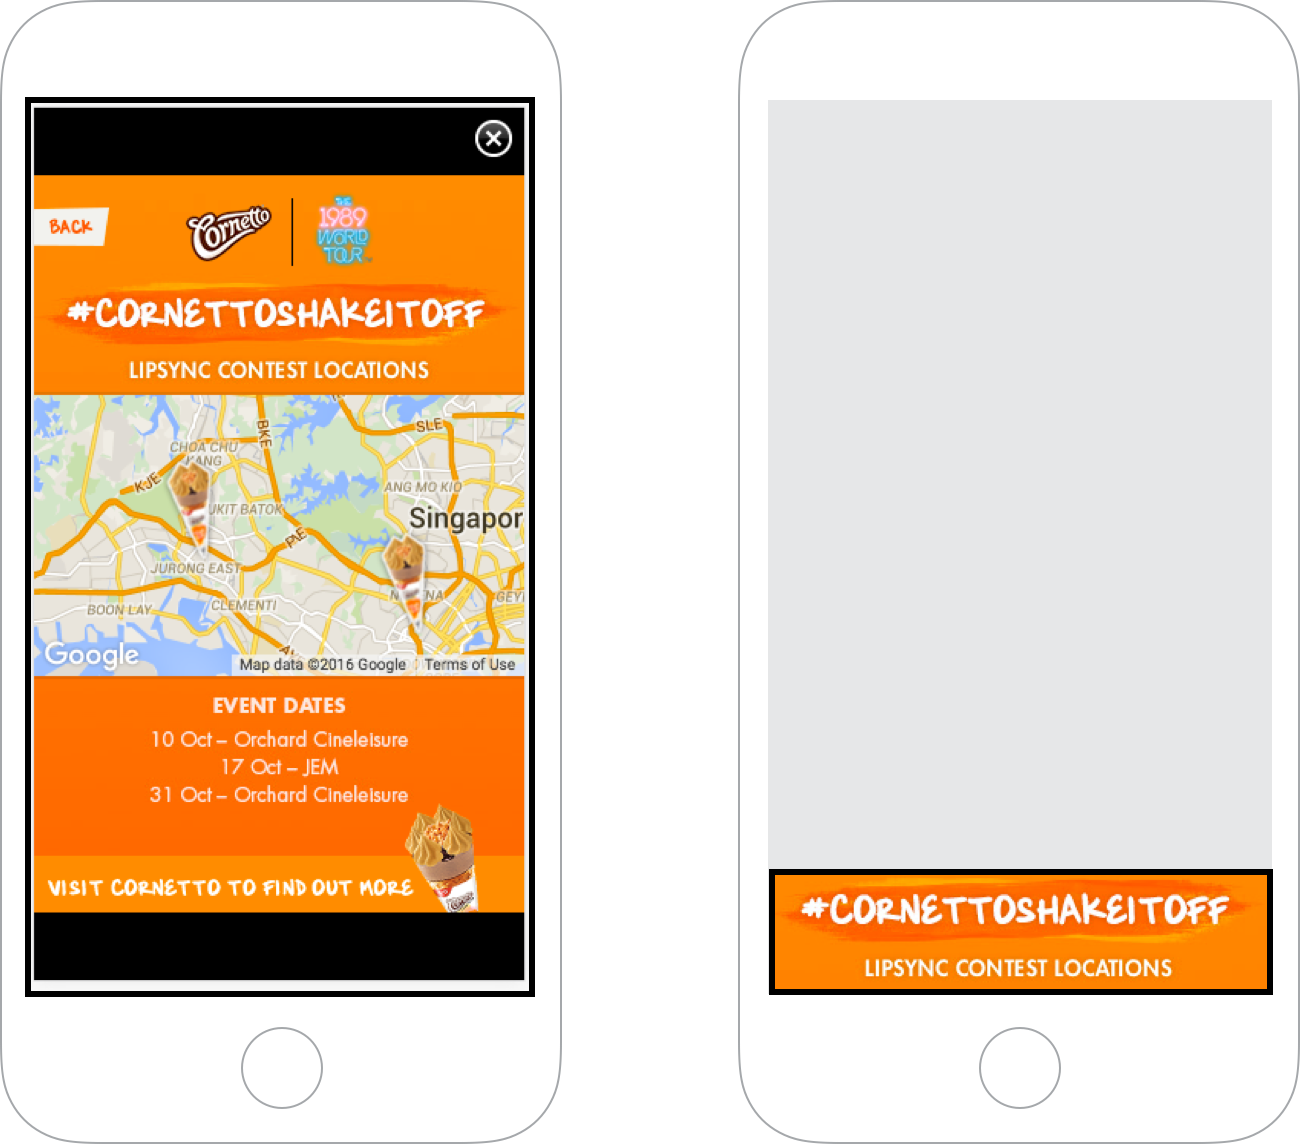 BACK
Cornetto
THE
1989
WORLD
TOUR
#CORNETTOSHAKEITOFF
LIPSYNC CONTEST LOCATIONS
SLE
BKE
CHOA CHU
KANG
KJE
ANG MO KIO
UKIT BATOK
Singapor
PIE
JURONG EAST
BOON LAY
CLEMENTI
GEY
Google
Map data ©2016 Google
Terms of Use
EVENT DATES
10 Oct – Orchard Cineleisure
17 Oct – JEM
31 Oct – Orchard Cineleisure
VISIT CORNETTO TO FIND OUT MORE
#CORNETTOSHAKEITOFF
LIPSYNC CONTEST LOCATIONS